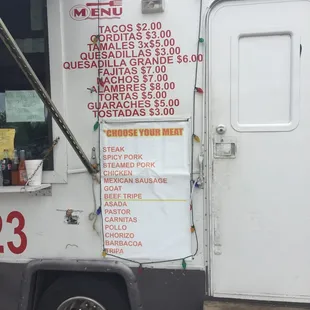 MENU
TACOS $2.00
GORDITAS $3.00
TAMALES 3x$5.00
QUESADILLAS $3.00
QUESADILLA GRANDE $6.00
FAJITAS $7.00
NACHOS $7.00
ALAMBRES $8.00
TORTAS $5.00
GUARACHES $5.00
TOSTADAS $3.00
*CHOOSE YOUR MEAT
STEAK
SPICY PORK
STEAMED PORK
CHICKEN
MEXICAN SAUSAGE
GOAT
BEEF TRIPE
ASADA
PASTOR
CARNITAS
POLLO
CHORIZO
BARBACOA
TRIPA
23